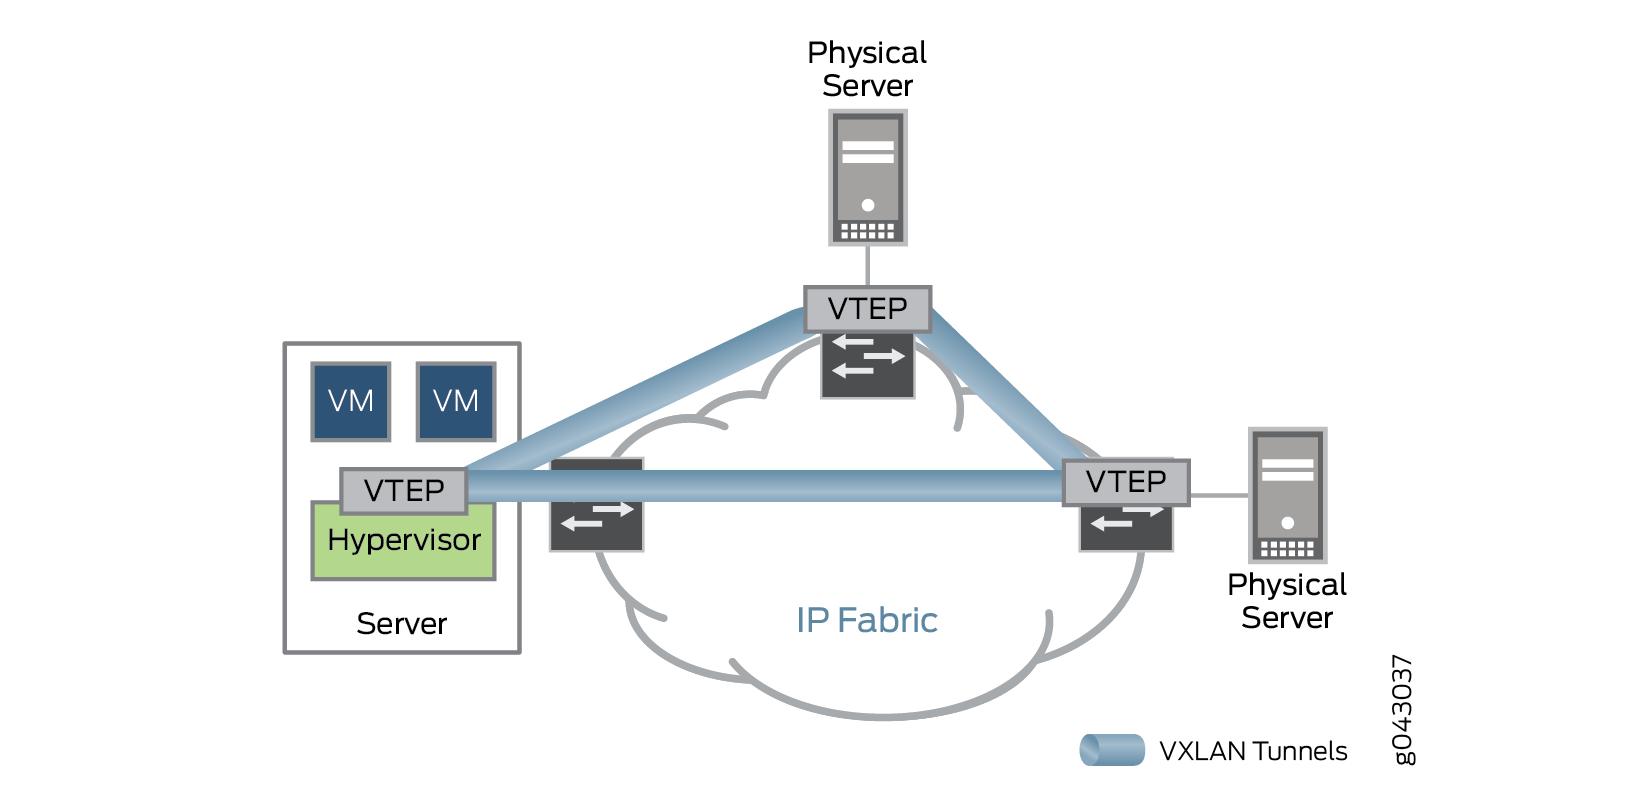 Physical
Server
VTEP
VM VM
VTEP
Hypervisor
Server
VTEP
Physical
Server
IP Fabric
VXLAN Tunnels
g043037